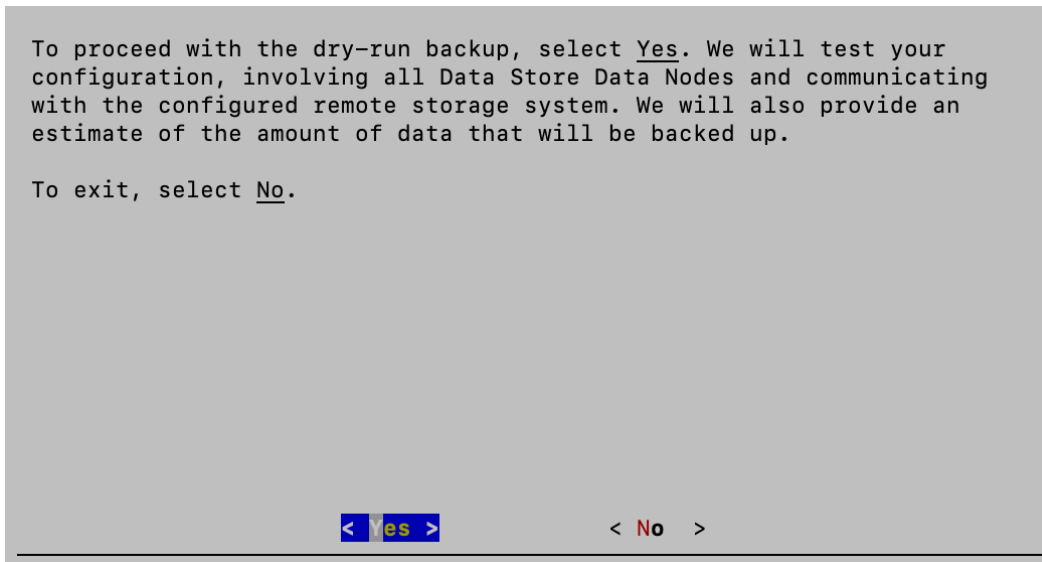 To proceed with the dry-run backup, select Yes. We will test your
configuration, involving all Data Store Data Nodes and communicating
with the configured remote storage system. We will also provide an
estimate of the amount of data that will be backed up.
To exit, select No.
< Yes > < No >